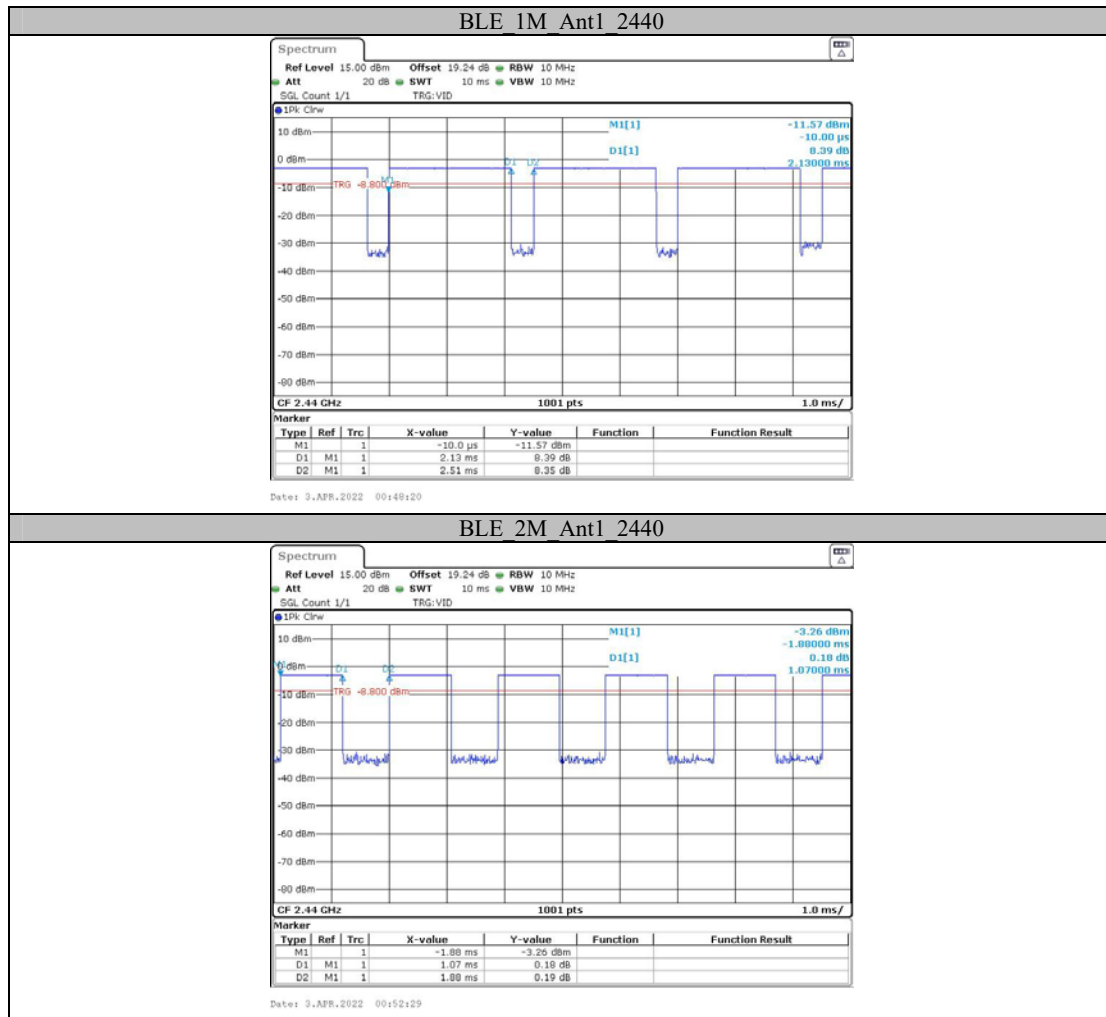 BLE_1M_Ant1_2440
Spectrum
Ref Level 15.00 dBm Offset 19.24 dB RBW 10 MHz
Att 20 dB SWT 10 ms VBW 10 MHz
SGL Count 1/1 TRG:VID
1Pk Clrw
M1[1] -11.57 dBm
-10.00 µs
10 dBm
D1[1] 8.39 dB
2.13000 ms
0 dBm
D1 D2
M1
TRG -8.800 dBm
-10 dBm
-20 dBm
-30 dBm
-40 dBm
-50 dBm
-60 dBm
-70 dBm
-80 dBm
CF 2.44 GHz 1001 pts 1.0 ms/
Marker
Type Ref Trc X-value Y-value Function Function Result
M1 1 -10.0 µs -11.57 dBm
D1 M1 1 2.13 ms 8.39 dB
D2 M1 1 2.51 ms 8.35 dB
Date: 3.APR.2022 00:48:20
BLE_2M_Ant1_2440
Spectrum
Ref Level 15.00 dBm Offset 19.24 dB RBW 10 MHz
Att 20 dB SWT 10 ms VBW 10 MHz
SGL Count 1/1 TRG:VID
1Pk Clrw
M1[1] -3.26 dBm
-1.88000 ms
10 dBm
D1[1] 0.18 dB
1.07000 ms
M1
0 dBm
D1 D2
TRG -8.800 dBm
-10 dBm
-20 dBm
-30 dBm
-40 dBm
-50 dBm
-60 dBm
-70 dBm
-80 dBm
CF 2.44 GHz 1001 pts 1.0 ms/
Marker
Type Ref Trc X-value Y-value Function Function Result
M1 1 -1.88 ms -3.26 dBm
D1 M1 1 1.07 ms 0.18 dB
D2 M1 1 1.88 ms 0.19 dB
Date: 3.APR.2022 00:52:29